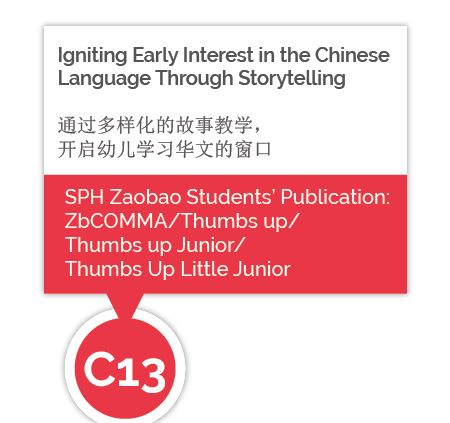 Igniting Early Interest in the Chinese
Language Through Storytelling
通过多样化的故事教学，
开启幼儿学习华文的窗口
SPH Zaobao Students’ Publication:
ZbCOMMA/Thumbs up/
Thumbs up Junior/
Thumbs Up Little Junior
C13